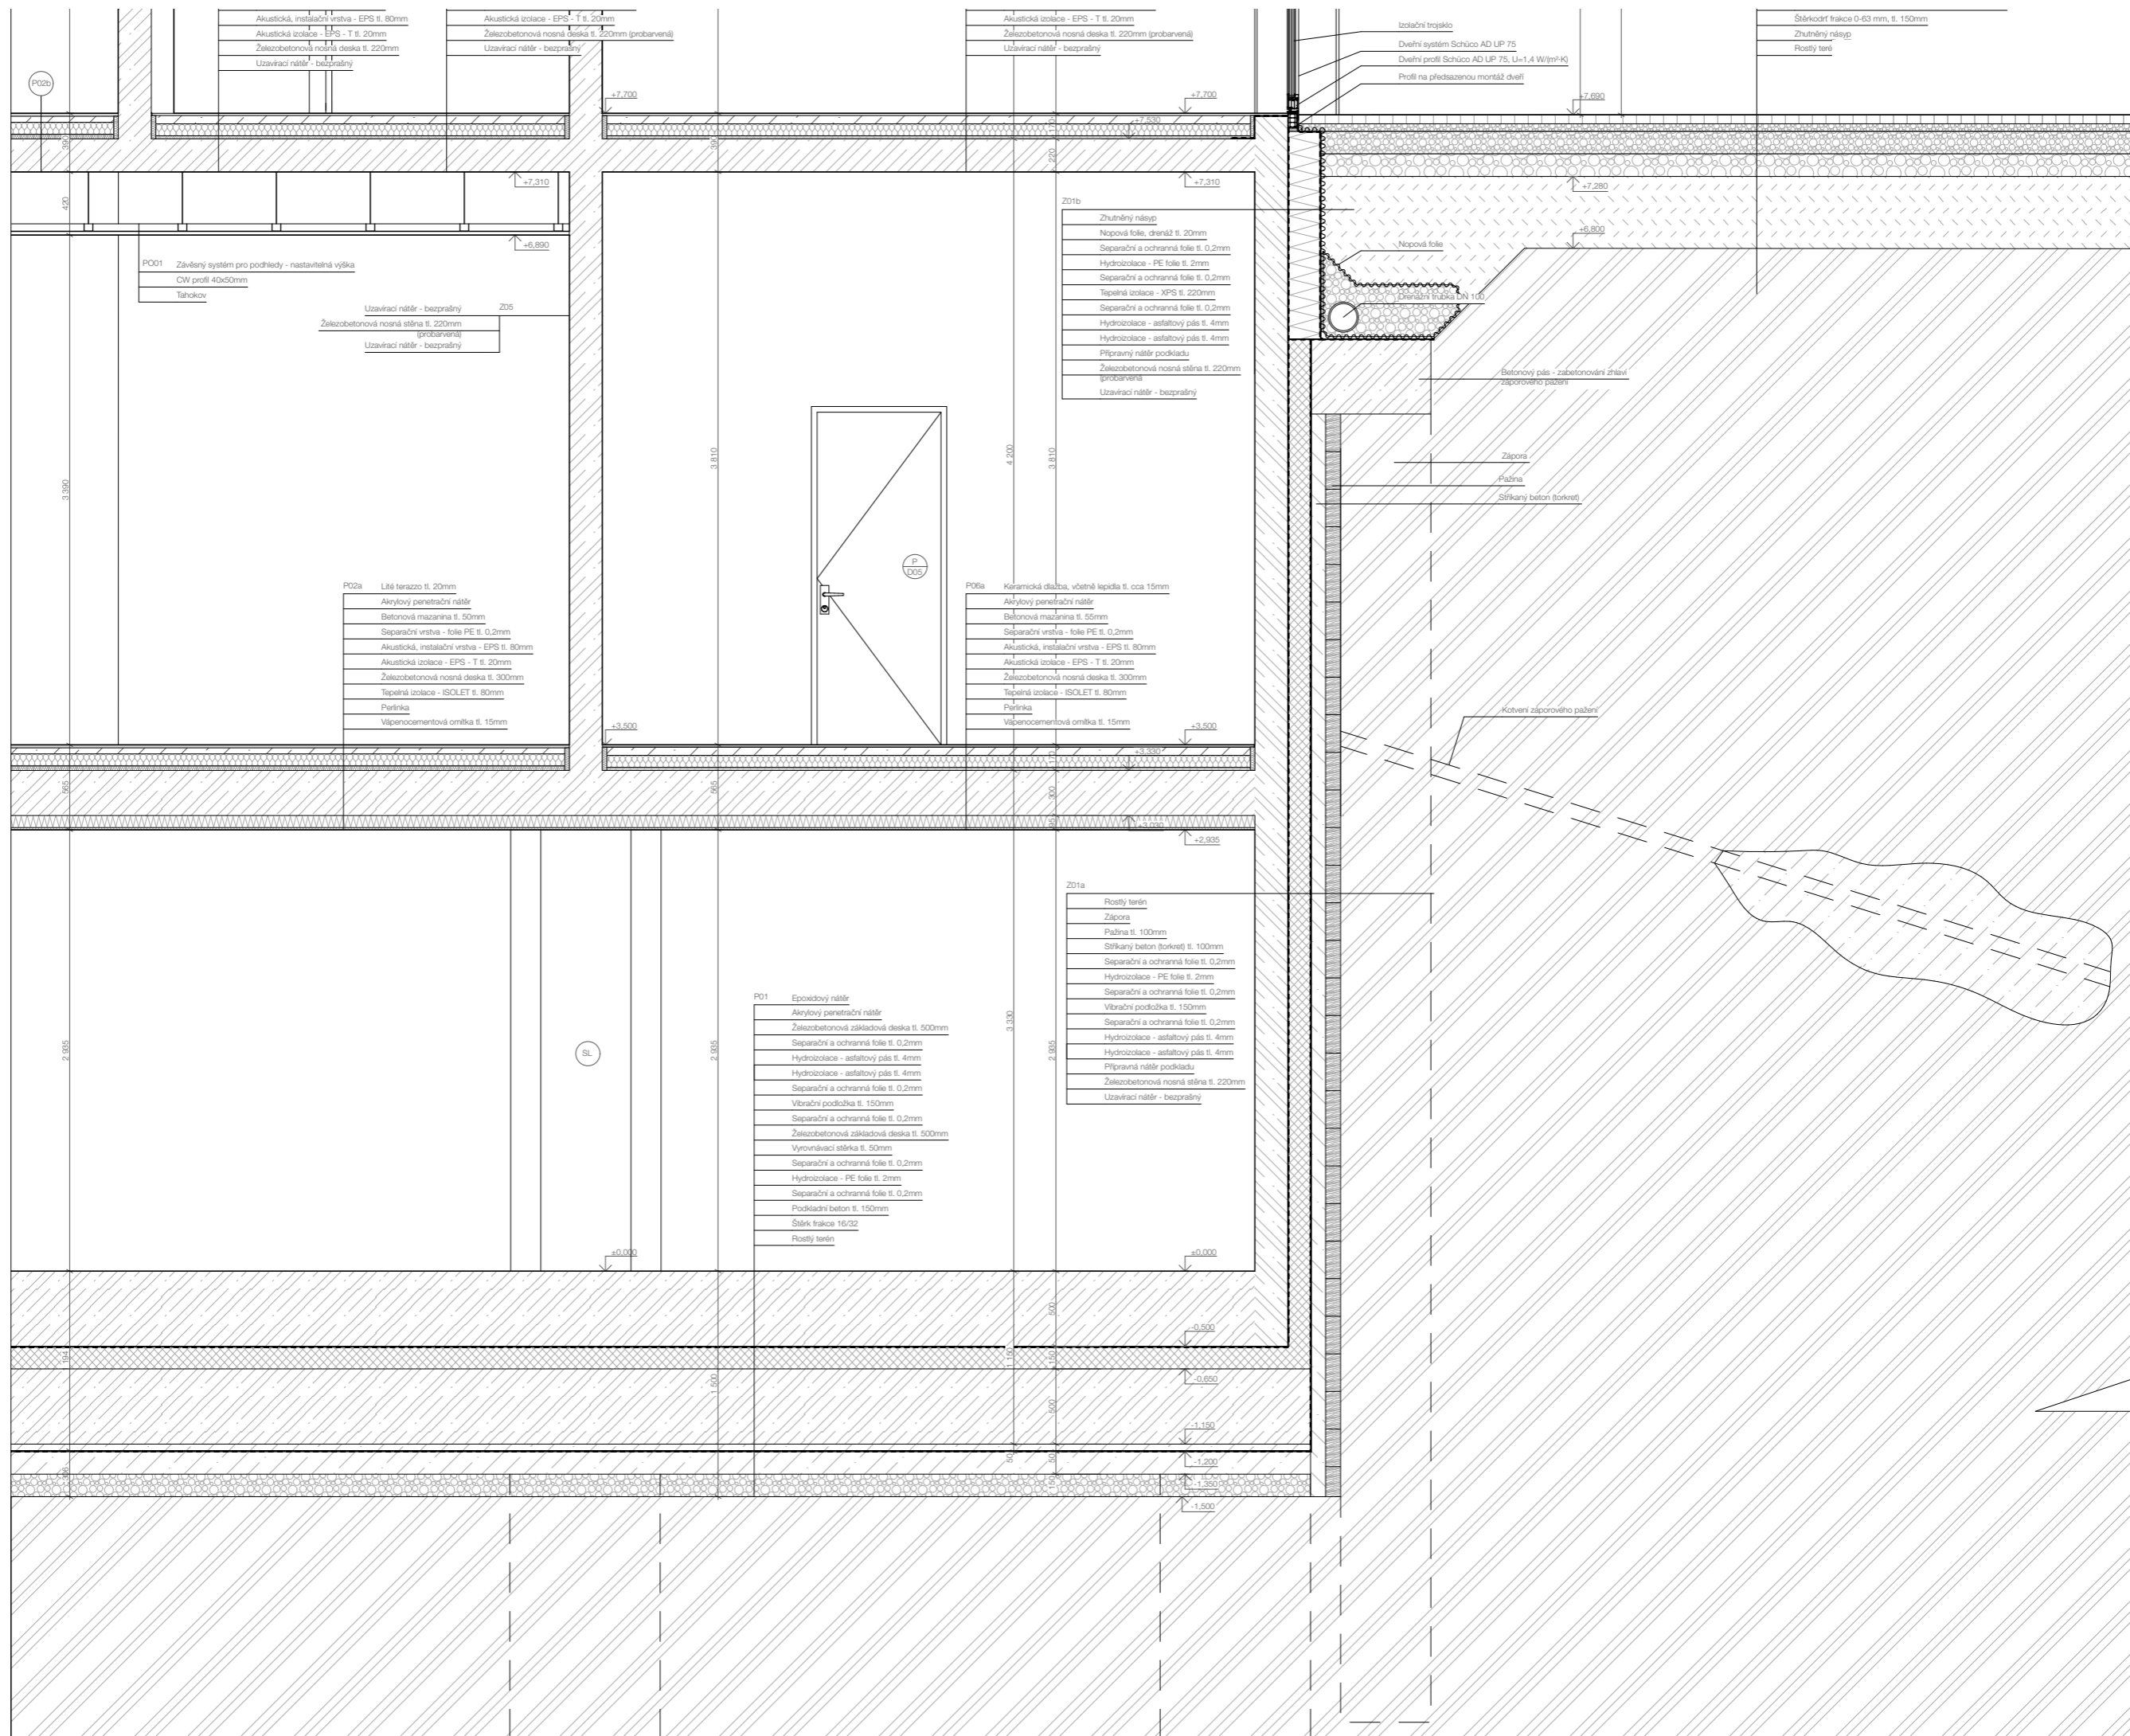 Akustická, instalační vrstva - EPS tl. 80mm
Akustická izolace - EPS - T tl. 20mm
Železobetonová nosná deska tl. 220mm
Uzavírací nátěr - bezprašný
Akustická izolace - EPS - T tl. 20mm
Železobetonová nosná deska tl. 220mm (probarvená)
Uzavírací nátěr - bezprašný
Akustická izolace - EPS - T tl. 20mm
Železobetonová nosná deska tl. 220mm (probarvená)
Uzavírací nátěr - bezprašný
Izolační trojsklo
Dveřní systém Schüco AD UP 75
Dveřní profil Schüco AD UP 75, U=1,4 W/(m²·K)
Profil na předsazenou montáž dveří
Štěrkodrť frakce 0-63 mm, tl. 150mm
Zhutněný násyp
Rostlý teré
P02b
+7,700
+7,700
+7,690
+7,530
390
390
170
220
+7,310
+7,310
+7,280
420
+6,890
+6,800
PO01
Závěsný systém pro podhledy - nastavitelná výška
CW profil 40x50mm
Tahokov
Z05
Uzavírací nátěr - bezprašný
Železobetonová nosná stěna tl. 220mm
(probarvená)
Uzavírací nátěr - bezprašný
Z01b
Zhutněný násyp
Nopová folie, drenáž tl. 20mm
Separační a ochranná folie tl. 0,2mm
Hydroizolace - PE folie tl. 2mm
Separační a ochranná folie tl. 0,2mm
Tepelná izolace - XPS tl. 220mm
Separační a ochranná folie tl. 0,2mm
Hydroizolace - asfaltový pás tl. 4mm
Hydroizolace - asfaltový pás tl. 4mm
Přípravný nátěr podkladu
Železobetonová nosná stěna tl. 220mm
(probarvená
Uzavírací nátěr - bezprašný
Nopová folie
Drenážní trubka DN 100
Betonový pás - zabetonování zhlaví
záporového pažení
Zápora
Pažina
Stříkaný beton (torkret)
3 390
3 810
4 200
3 810
P
D05
P02a
Lité terazzo tl. 20mm
Akrylový penetrační nátěr
Betonová mazanina tl. 50mm
Separační vrstva - folie PE tl. 0,2mm
Akustická, instalační vrstva - EPS tl. 80mm
Akustická izolace - EPS - T tl. 20mm
Železobetonová nosná deska tl. 300mm
Tepelná izolace - ISOLET tl. 80mm
Perlinka
Vápenocementová omítka tl. 15mm
P06a
Keramická dlažba, včetně lepidla tl. cca 15mm
Akrylový penetrační nátěr
Betonová mazanina tl. 55mm
Separační vrstva - folie PE tl. 0,2mm
Akustická, instalační vrstva - EPS tl. 80mm
Akustická izolace - EPS - T tl. 20mm
Železobetonová nosná deska tl. 300mm
Tepelná izolace - ISOLET tl. 80mm
Perlinka
Vápenocementová omítka tl. 15mm
Kotvení záporového pažení
+3,500
+3,500
+3,330
565
565
170
300
95
+3,030
+2,935
Z01a
Rostlý terén
Zápora
Pažina tl. 100mm
Stříkaný beton (torkret) tl. 100mm
Separační a ochranná folie tl. 0,2mm
Hydroizolace - PE folie tl. 2mm
Separační a ochranná folie tl. 0,2mm
Vibrační podložka tl. 150mm
Separační a ochranná folie tl. 0,2mm
Hydroizolace - asfaltový pás tl. 4mm
Hydroizolace - asfaltový pás tl. 4mm
Přípravná nátěr podkladu
Železobetonová nosná stěna tl. 220mm
Uzavírací nátěr - bezprašný
P01
Epoxidový nátěr
Akrylový penetrační nátěr
Železobetonová základová deska tl. 500mm
Separační a ochranná folie tl. 0,2mm
Hydroizolace - asfaltový pás tl. 4mm
Hydroizolace - asfaltový pás tl. 4mm
Separační a ochranná folie tl. 0,2mm
Vibrační podložka tl. 150mm
Separační a ochranná folie tl. 0,2mm
Železobetonová základová deska tl. 500mm
Vyrovnávací stěrka tl. 50mm
Separační a ochranná folie tl. 0,2mm
Hydroizolace - PE folie tl. 2mm
Separační a ochranná folie tl. 0,2mm
Podkladní beton tl. 150mm
Štěrk frakce 16/32
Rostlý terén
2 935
SL
2 935
3 330
2 935
±0,000
±0,000
500
-0,500
194
1 150
150
-0,650
1 500
500
-1,150
50
50
-1,200
-1,350
150
-1,500